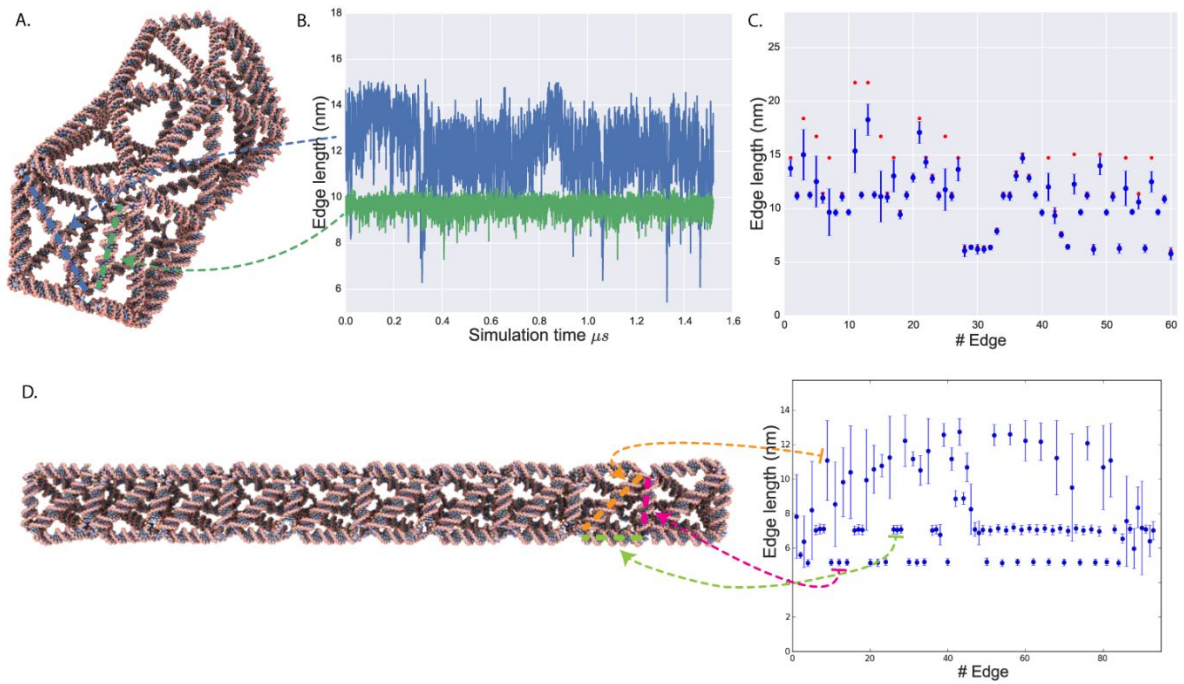 A.
B.
18
16
14
12
10
8
6
Edge length (nm)
0.0 0.2 0.4 0.6 0.8 1.0 1.2 1.4 1.6
Simulation time μs
C.
25
20
15
10
5
0
Edge length (nm)
0 10 20 30 40 50 60
# Edge
D.
14
12
10
8
6
4
2
0
Edge length (nm)
0 20 40 60 80
# Edge